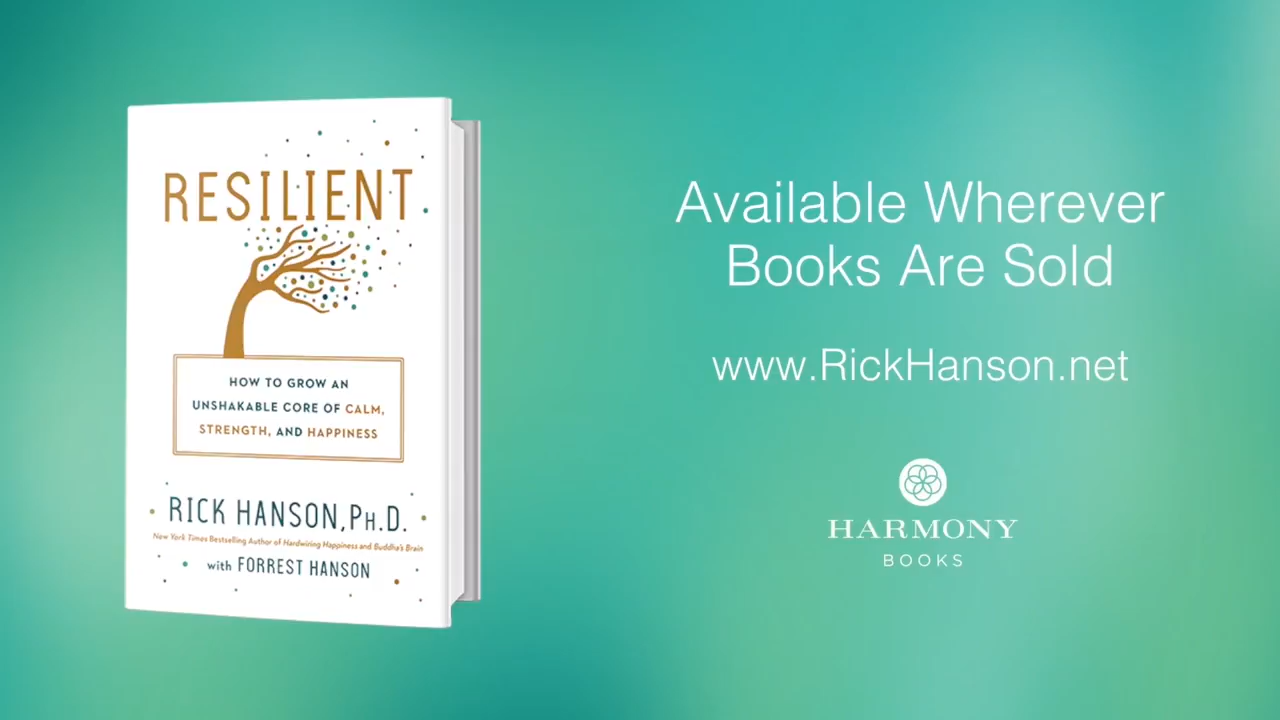 RESILIENT
HOW TO GROW AN
UNSHAKABLE CORE OF CALM,
STRENGTH, AND HAPPINESS
RICK HANSON, PH.D.
New York Times Bestselling Author of Hardwiring Happiness and Buddha's Brain
with FORREST HANSON
Available Wherever
Books Are Sold
www.RickHanson.net
HARMONY
BOOKS